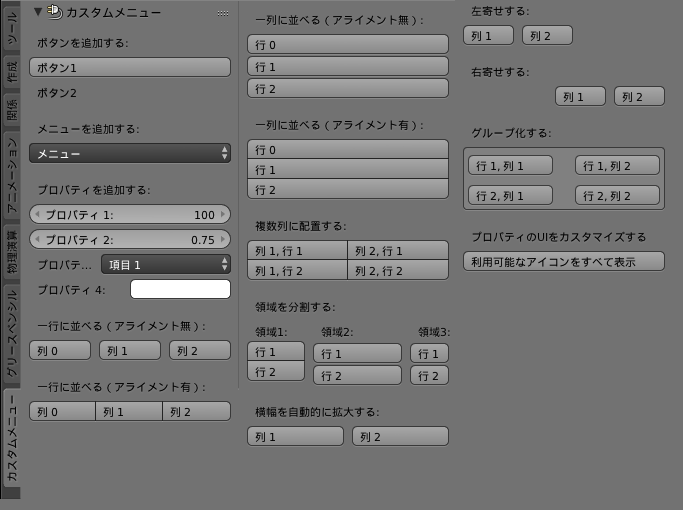 ツール
作成
関係
アニメーション
物理演算
グリースペンシル
カスタムメニュー
カスタムメニュー
ボタンを追加する:
ボタン1
ボタン2
メニューを追加する:
メニュー
プロパティを追加する:
プロパティ 1: 100
プロパティ 2: 0.75
プロパテ... 項目 1
プロパティ 4:
一行に並べる(アライメント無):
列 0 列 1 列 2
一行に並べる(アライメント有):
列 0 列 1 列 2
一列に並べる(アライメント無):
行 0
行 1
行 2
一列に並べる(アライメント有):
行 0
行 1
行 2
複数列に配置する:
列 1, 行 1 列 2, 行 1
列 1, 行 2 列 2, 行 2
領域を分割する:
領域1: 領域2: 領域3:
行 1 行 1 行 1
行 2 行 2 行 2
横幅を自動的に拡大する:
列 1 列 2
左寄せする:
列 1 列 2
右寄せする:
列 1 列 2
グループ化する:
行 1, 列 1 行 1, 列 2
行 2, 列 1 行 2, 列 2
プロパティのUIをカスタマイズする
利用可能なアイコンをすべて表示